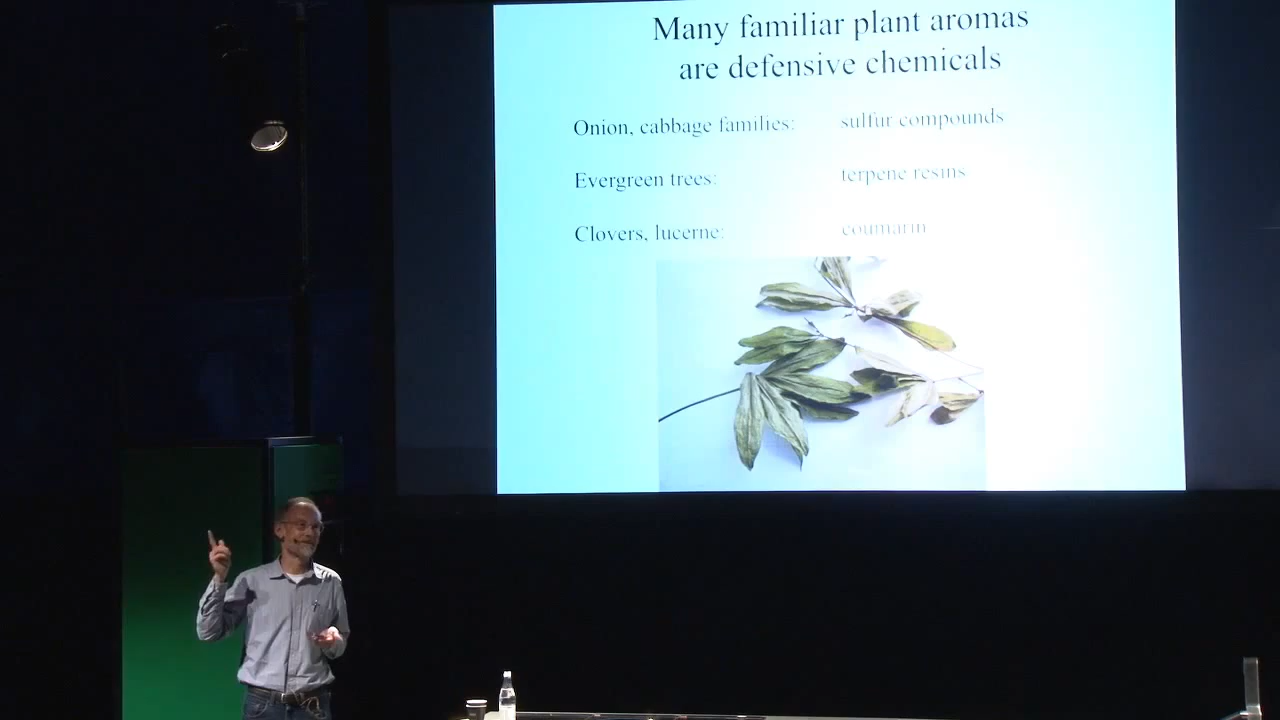 Many familiar plant aromas
are defensive chemicals
Onion, cabbage families: sulfur compounds
Evergreen trees: terpene resins
Clovers, lucerne: coumarin